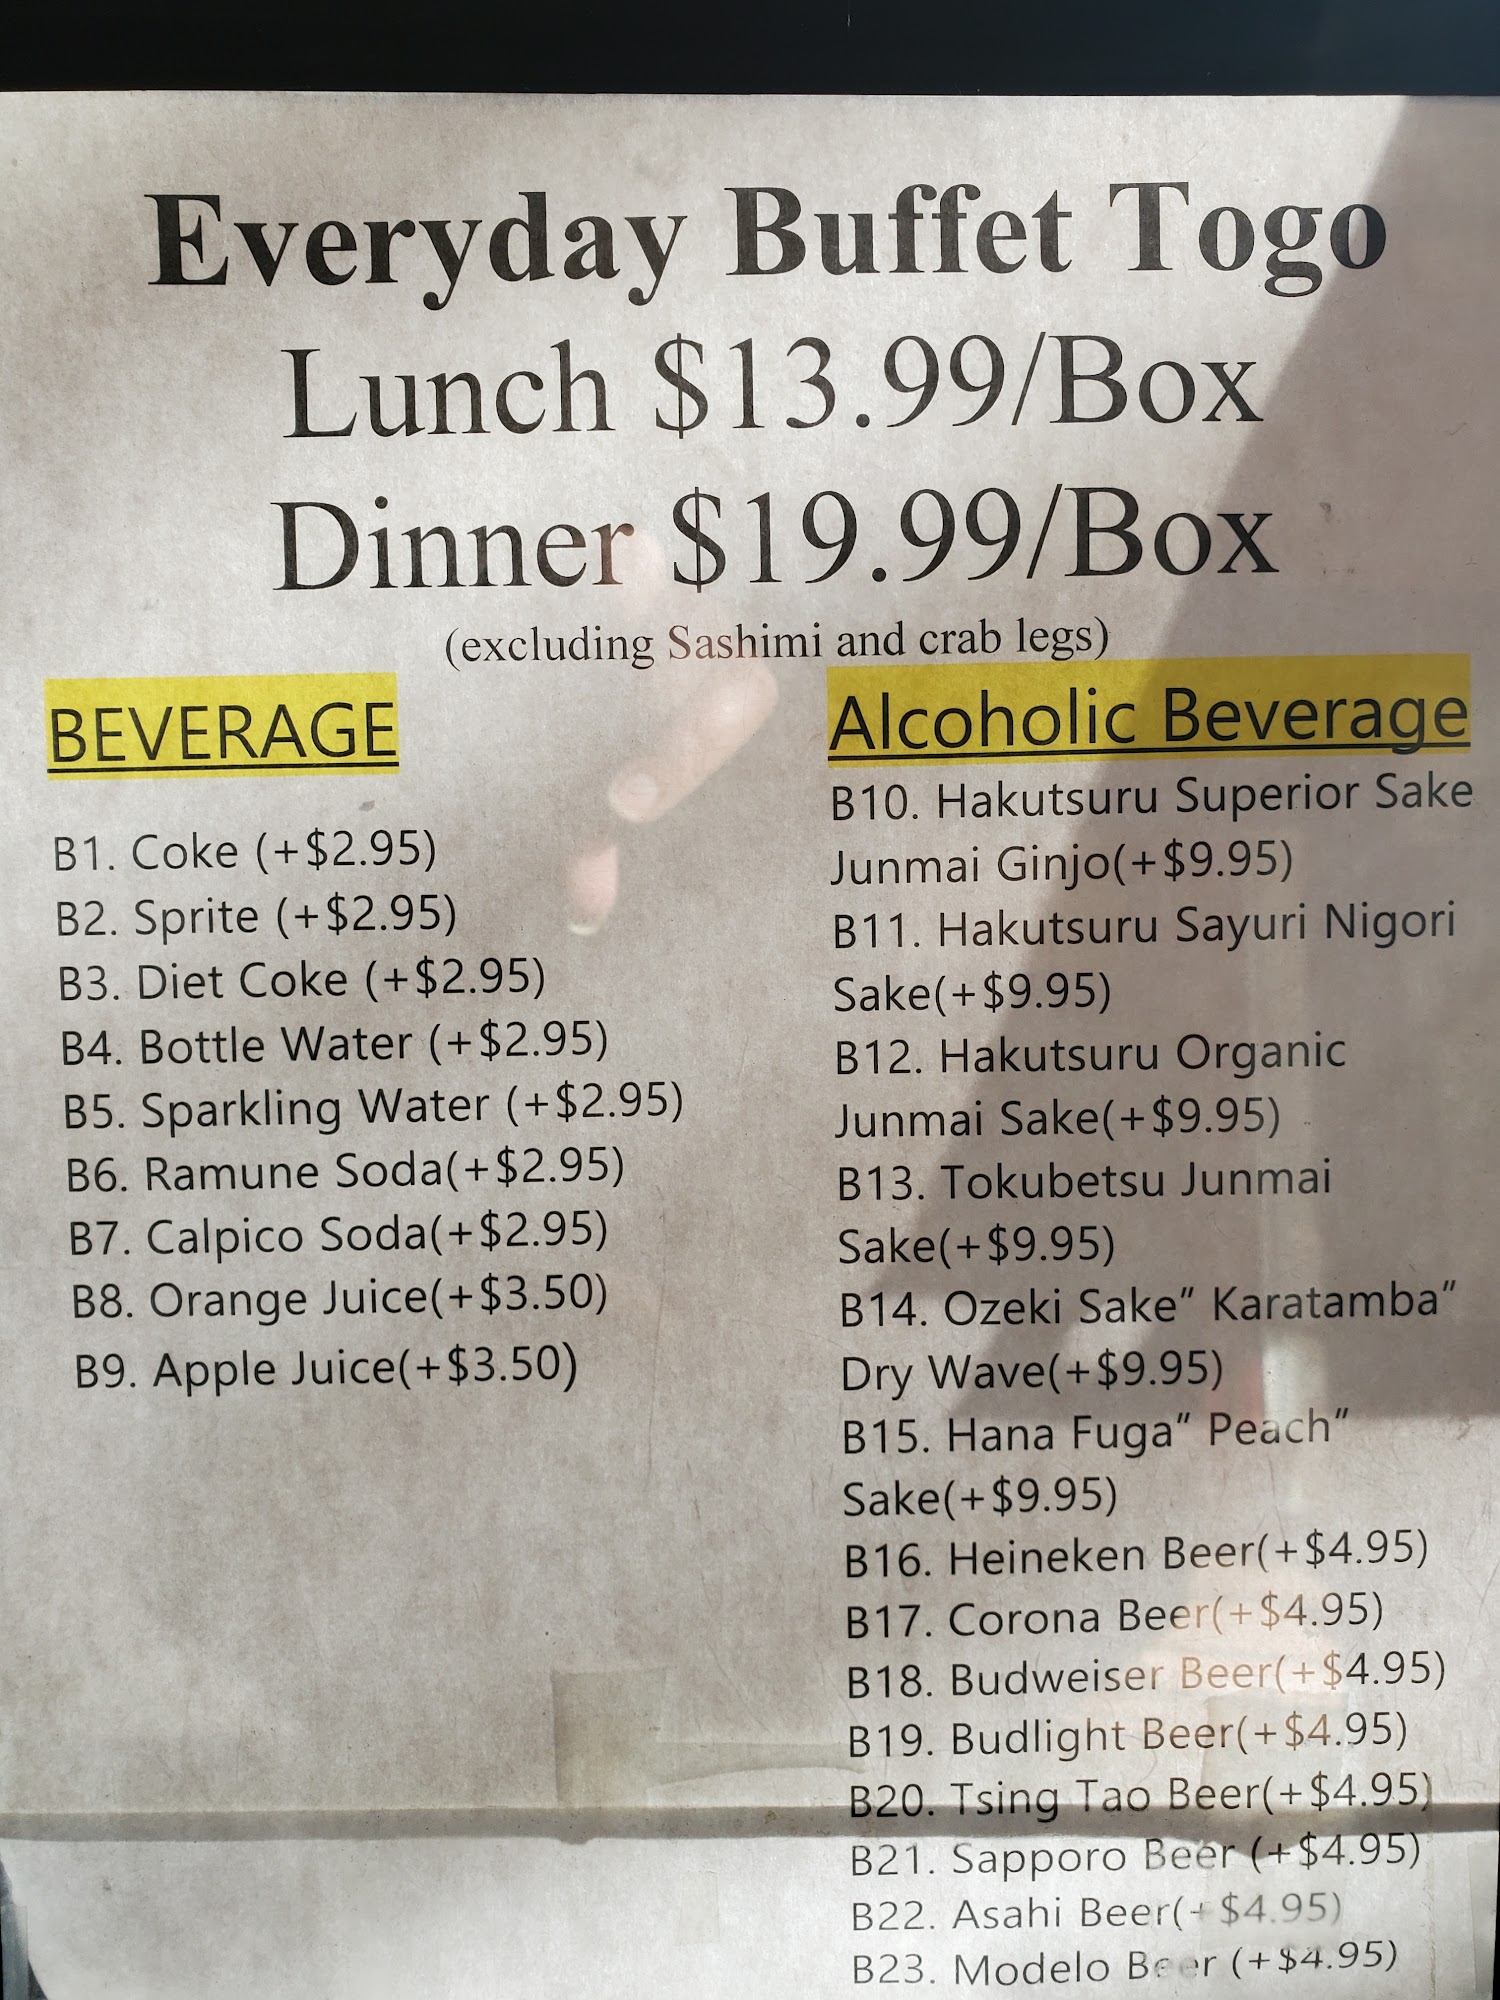 Everyday Buffet Togo
Lunch $13.99/Box
Dinner $19.99/Box
(excluding Sashimi and crab legs)
BEVERAGE
B1. Coke (+$2.95)
B2. Sprite (+$2.95)
B3. Diet Coke (+$2.95)
B4. Bottle Water (+$2.95)
B5. Sparkling Water (+$2.95)
B6. Ramune Soda(+$2.95)
B7. Calpico Soda(+$2.95)
B8. Orange Juice(+$3.50)
B9. Apple Juice(+$3.50)
Alcoholic Beverage
B10. Hakutsuru Superior Sake
Junmai Ginjo(+$9.95)
B11. Hakutsuru Sayuri Nigori
Sake(+$9.95)
B12. Hakutsuru Organic
Junmai Sake(+$9.95)
B13. Tokubetsu Junmai
Sake(+$9.95)
B14. Ozeki Sake" Karatamba"
Dry Wave(+$9.95)
B15. Hana Fuga" Peach"
Sake(+$9.95)
B16. Heineken Beer(+$4.95)
B17. Corona Beer(+$4.95)
B18. Budweiser Beer(+$4.95)
B19. Budlight Beer(+$4.95)
B20. Tsing Tao Beer(+$4.95)
B21. Sapporo Beer (+$4.95)
B22. Asahi Beer(+$4.95)
B23. Modelo Beer (+$4.95)